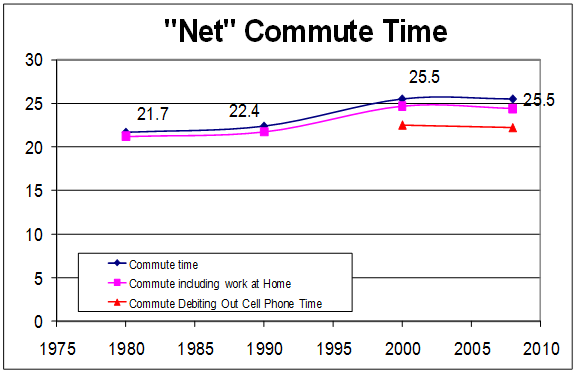 "Net" Commute Time
30
25
20
15
10
5
0
21.7
22.4
25.5
25.5
Commute time
Commute including work at Home
Commute Debiting Out Cell Phone Time
1975 1980 1985 1990 1995 2000 2005 2010